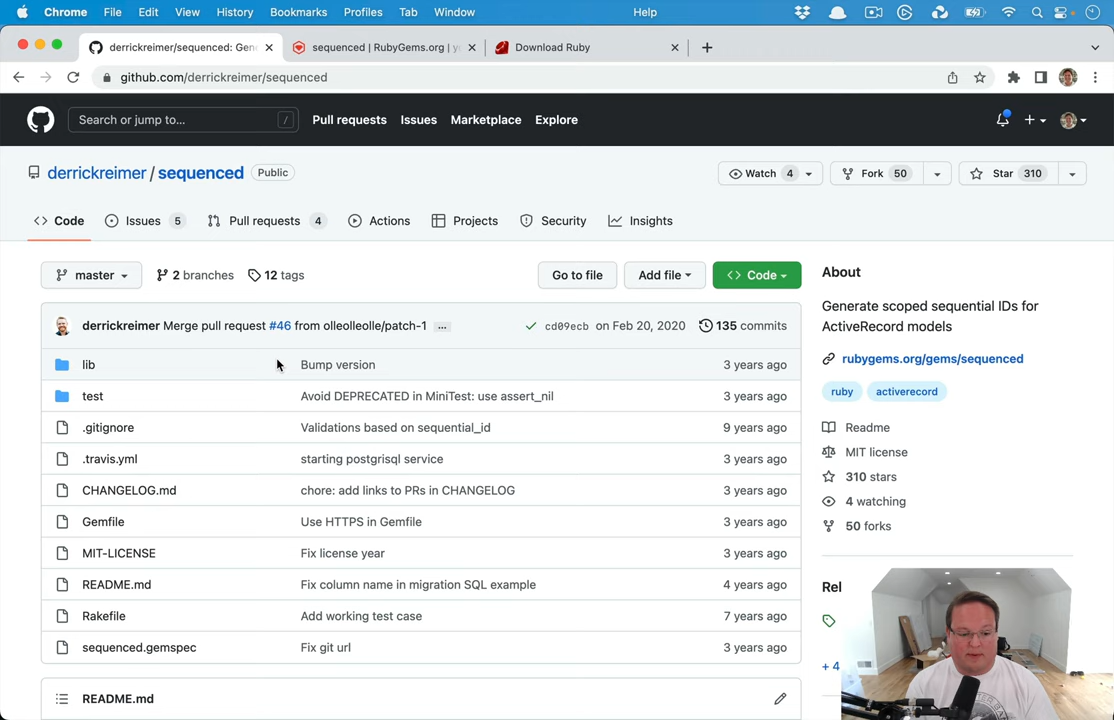 Chrome File Edit View History Bookmarks Profiles Tab Window Help
derrickreimer/sequenced: Gen
sequenced | RubyGems.org | y
Download Ruby
github.com/derrickreimer/sequenced
Search or jump to... /
Pull requests Issues Marketplace Explore
derrickreimer / sequenced Public
Watch 4 Fork 50 Star 310
Code Issues 5 Pull requests 4 Actions Projects Security Insights
master 2 branches 12 tags Go to file Add file Code
derrickreimer Merge pull request #46 from olleolleolle/patch-1 ... cd09ecb on Feb 20, 2020 135 commits
lib Bump version 3 years ago
test Avoid DEPRECATED in MiniTest: use assert_nil 3 years ago
.gitignore Validations based on sequential_id 9 years ago
.travis.yml starting postgrisql service 3 years ago
CHANGELOG.md chore: add links to PRs in CHANGELOG 3 years ago
Gemfile Use HTTPS in Gemfile 3 years ago
MIT-LICENSE Fix license year 3 years ago
README.md Fix column name in migration SQL example 4 years ago
Rakefile Add working test case 7 years ago
sequenced.gemspec Fix git url 3 years ago
README.md
About
Generate scoped sequential IDs for
ActiveRecord models
rubygems.org/gems/sequenced
ruby activerecord
Readme
MIT license
310 stars
4 watching
50 forks
Rel
+ 4